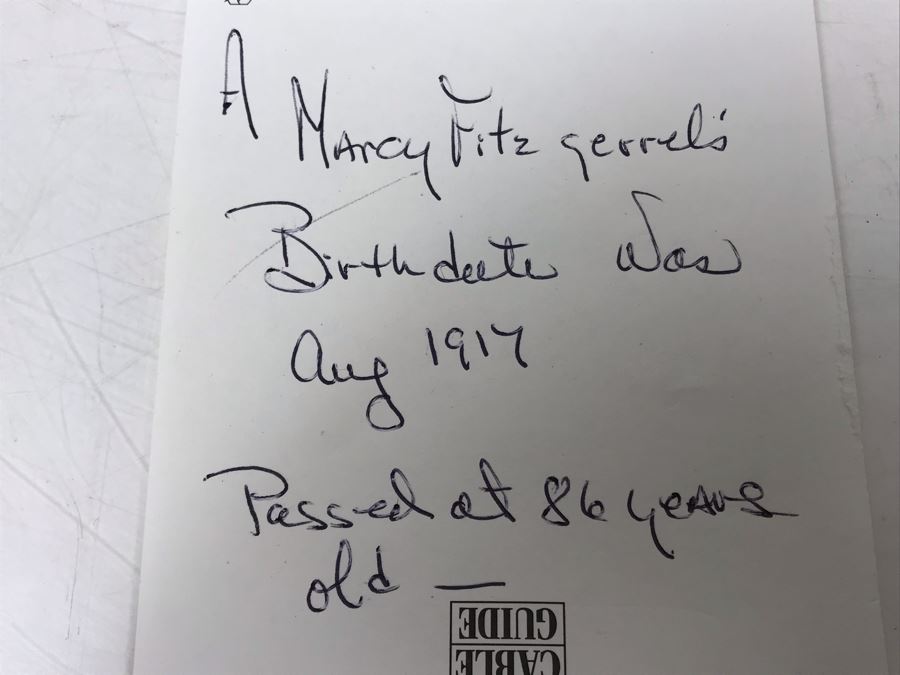 A Marcy Fitzgerrel's
Birthdate Was
Aug 1917
Passed at 86 years
old —
GUIDE
CABLE